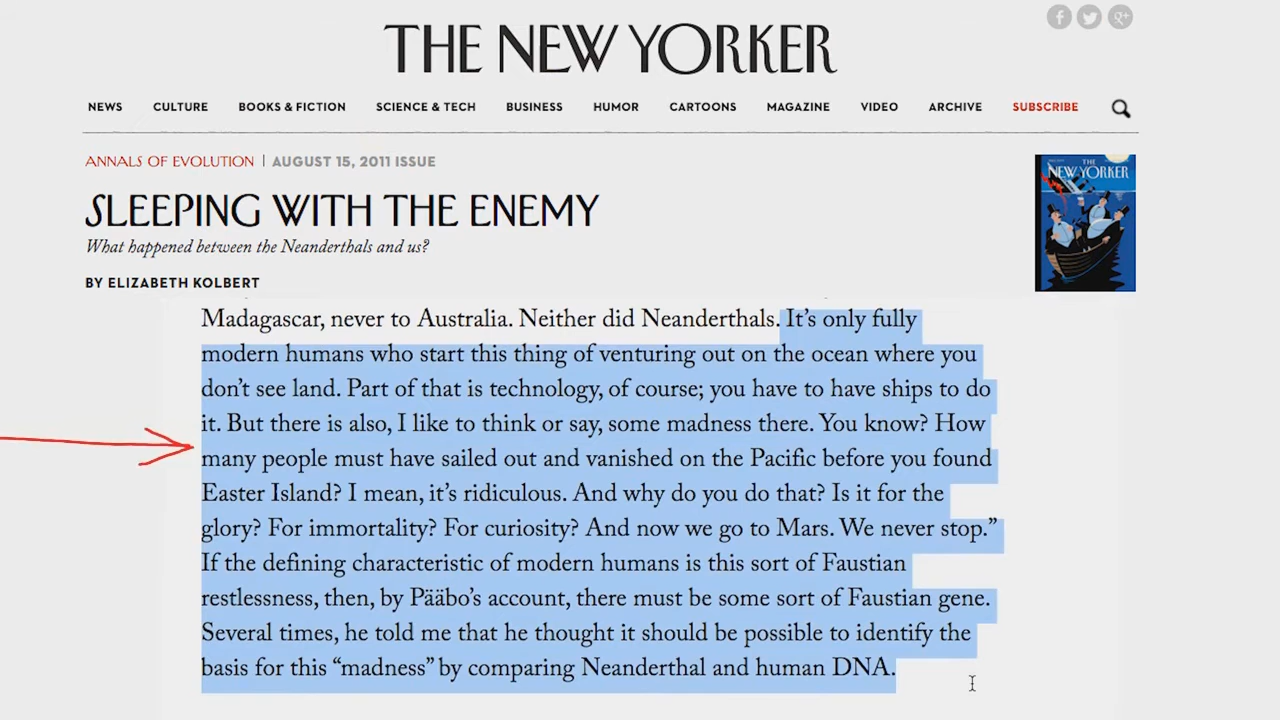 f
g+
THE NEW YORKER
NEWS CULTURE BOOKS & FICTION SCIENCE & TECH BUSINESS HUMOR CARTOONS MAGAZINE VIDEO ARCHIVE SUBSCRIBE
ANNALS OF EVOLUTION | AUGUST 15, 2011 ISSUE
SLEEPING WITH THE ENEMY
What happened between the Neanderthals and us?
BY ELIZABETH KOLBERT
THE
NEW YORKER
Madagascar, never to Australia. Neither did Neanderthals. It’s only fully
modern humans who start this thing of venturing out on the ocean where you
don’t see land. Part of that is technology, of course; you have to have ships to do
it. But there is also, I like to think or say, some madness there. You know? How
many people must have sailed out and vanished on the Pacific before you found
Easter Island? I mean, it’s ridiculous. And why do you do that? Is it for the
glory? For immortality? For curiosity? And now we go to Mars. We never stop.”
If the defining characteristic of modern humans is this sort of Faustian
restlessness, then, by Pääbo’s account, there must be some sort of Faustian gene.
Several times, he told me that he thought it should be possible to identify the
basis for this “madness” by comparing Neanderthal and human DNA.